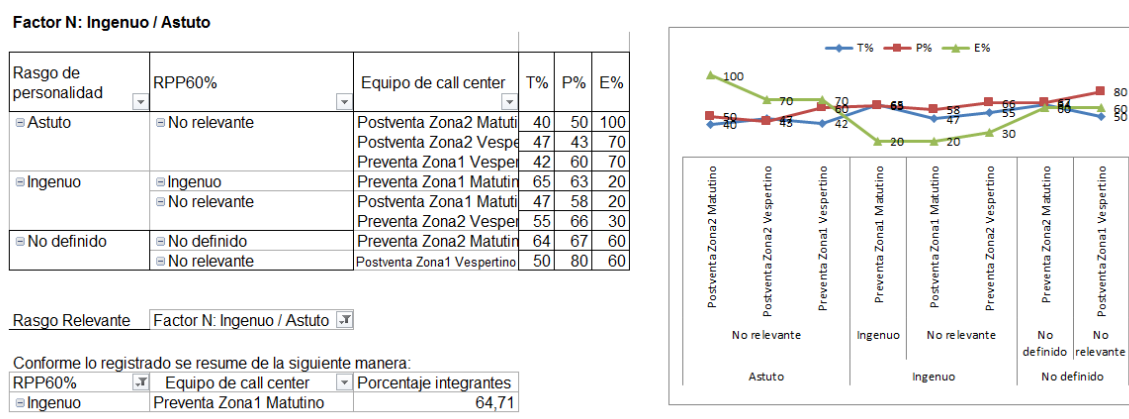 Factor N: Ingenuo / Astuto
Rasgo de personalidad RPP60% Equipo de call center T% P% E%
Astuto No relevante Postventa Zona2 Matuti 40 50 100
Postventa Zona2 Vespe 47 43 70
Preventa Zona1 Vesper 42 60 70
Ingenuo Ingenuo Preventa Zona1 Matutin 65 63 20
No relevante Postventa Zona1 Matuti 47 58 20
Preventa Zona2 Vesper 55 66 30
No definido No definido Preventa Zona2 Matutin 64 67 60
No relevante Postventa Zona1 Vespertino 50 80 60
Rasgo Relevante Factor N: Ingenuo / Astuto
Conforme lo registrado se resume de la siguiente manera:
RPP60% Equipo de call center Porcentaje integrantes
Ingenuo Preventa Zona1 Matutino 64,71
T% P% E%
100
70 70
50 43 60 58 66 80
40 42 47 55 60 60 50
20 20 30
Postventa Zona2 Matutino
Postventa Zona2 Vespertino
Preventa Zona1 Vespertino
Preventa Zona1 Matutino
Postventa Zona1 Matutino
Preventa Zona2 Vespertino
Preventa Zona2 Matutino
Postventa Zona1 Vespertino
No relevante Ingenuo No relevante No definido No relevante
Astuto Ingenuo No definido